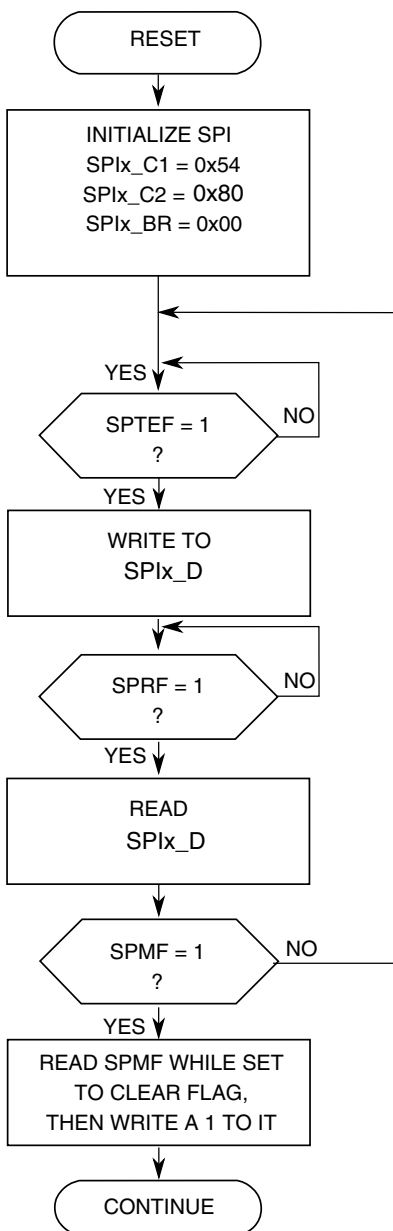 RESET
INITIALIZE SPI
SPIx_C1 = 0x54
SPIx_C2 = 0x80
SPIx_BR = 0x00
YES
SPTEF = 1
?
NO
YES
WRITE TO
SPIx_D
SPRF = 1
?
NO
YES
READ
SPIx_D
SPMF = 1
?
NO
YES
READ SPMF WHILE SET
TO CLEAR FLAG,
THEN WRITE A 1 TO IT
CONTINUE